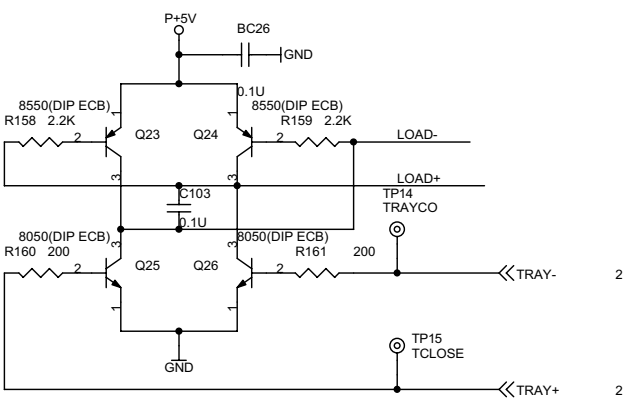 P+5V
BC26
GND
0.1U
8550(DIP ECB)
8550(DIP ECB)
R158 2.2K
R159 2.2K
1
1
2
Q23
Q24
2
LOAD-
3
3
LOAD+
C103
TP14
TRAYCO
0.1U
8050(DIP ECB)
8050(DIP ECB)
R160 200
R161 200
3
3
2
Q25
Q26
2
TRAY- 2
1
1
TP15
TCLOSE
GND
TRAY+ 2